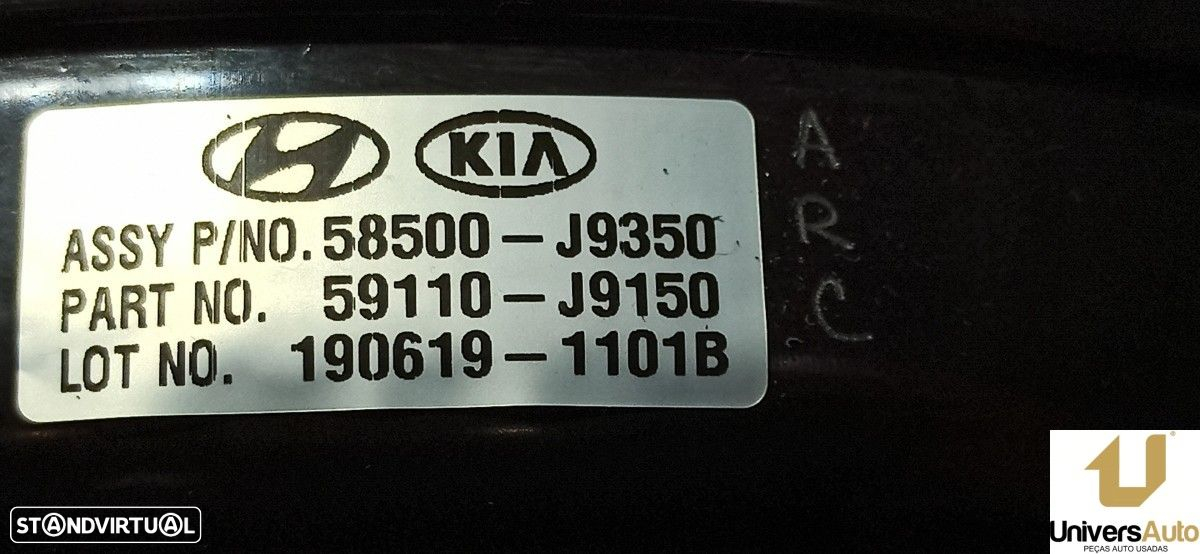 KIA
ASSY P/NO. 58500-J9350
PART NO. 59110-J9150
LOT NO. 190619-1101B
A
R
C
STANDVIRTUAL
UniversAuto
PEÇAS AUTO USADAS